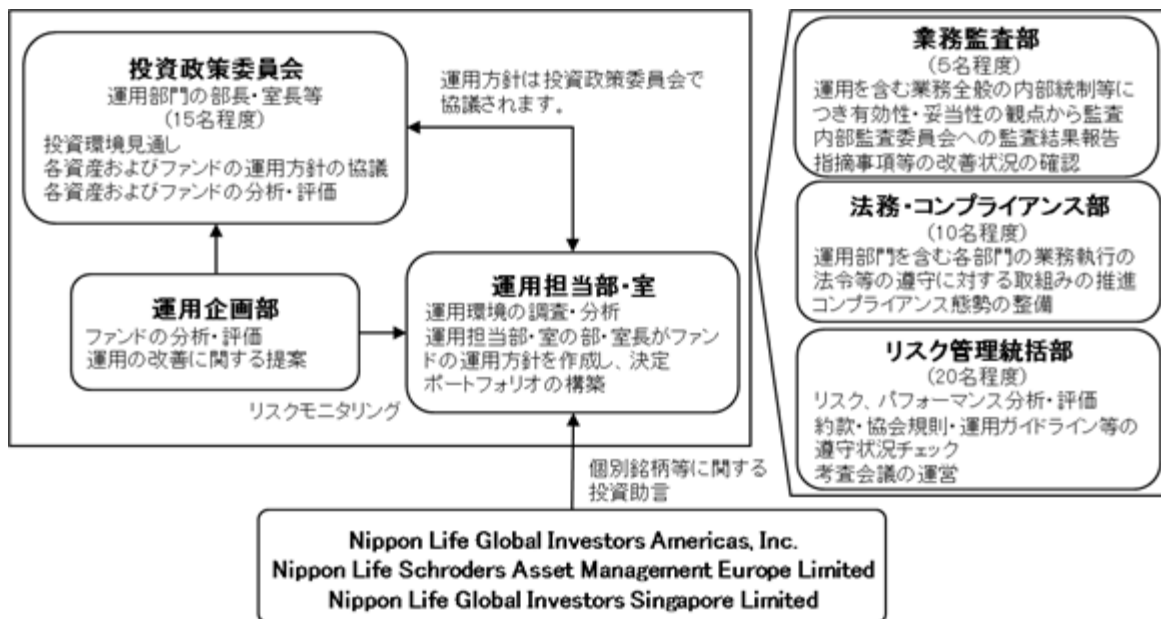 投資政策委員会
運用部門の部長・室長等
(15名程度)
投資環境見通し
各資産およびファンドの運用方針の協議
各資産およびファンドの分析・評価
運用方針は投資政策委員会で
協議されます。
運用企画部
ファンドの分析・評価
運用の改善に関する提案
運用担当部・室
運用環境の調査・分析
運用担当部・室の部・室長がファン
ドの運用方針を作成し、決定
ポートフォリオの構築
リスクモニタリング
個別銘柄等に関する
投資助言
Nippon Life Global Investors Americas, Inc.
Nippon Life Schroders Asset Management Europe Limited
Nippon Life Global Investors Singapore Limited
業務監査部
(5名程度)
運用を含む業務全般の内部統制等に
つき有効性・妥当性の観点から監査
内部監査委員会への監査結果報告
指摘事項等の改善状況の確認
法務・コンプライアンス部
(10名程度)
運用部門を含む各部門の業務執行の
法令等の遵守に対する取組みの推進
コンプライアンス態勢の整備
リスク管理統括部
(20名程度)
リスク、パフォーマンス分析・評価
約款・協会規則・運用ガイドライン等の
遵守状況チェック
考査会議の運営